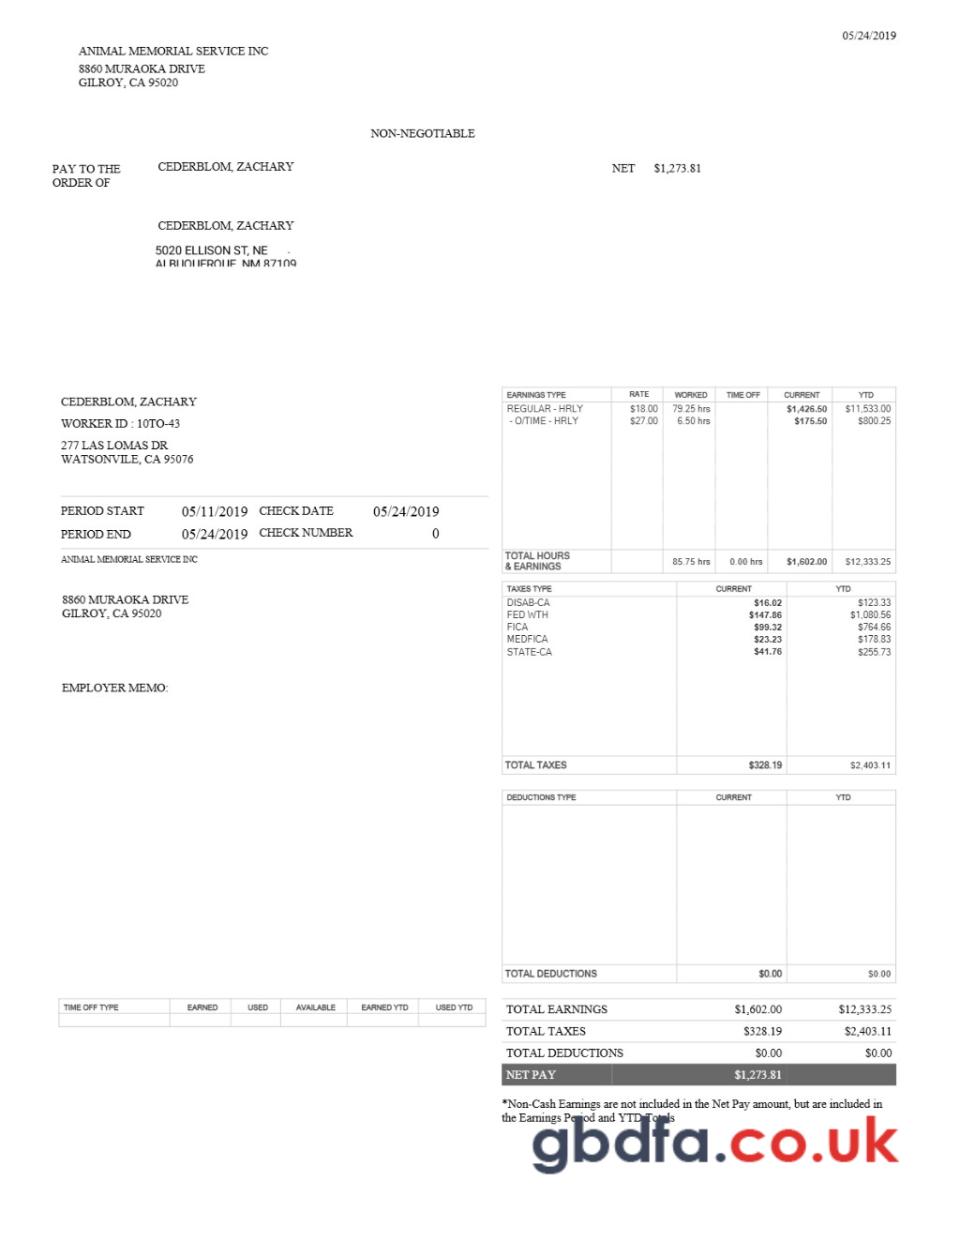 05/24/2019
ANIMAL MEMORIAL SERVICE INC
8860 MURAOKA DRIVE
GILROY, CA 95020
NON-NEGOTIABLE
PAY TO THE ORDER OF
CEDERBLOM, ZACHARY
NET $1,273.81
CEDERBLOM, ZACHARY
5020 ELLISON ST, NE
ALBUQUERQUE, NM 87109
CEDERBLOM, ZACHARY
WORKER ID : 10TO-43
277 LAS LOMAS DR
WATSONVILE, CA 95076
PERIOD START 05/11/2019 CHECK DATE 05/24/2019
PERIOD END 05/24/2019 CHECK NUMBER 0
ANIMAL MEMORIAL SERVICE INC
8860 MURAOKA DRIVE
GILROY, CA 95020
EMPLOYER MEMO:
EARNINGS TYPE RATE WORKED TIME OFF CURRENT YTD
REGULAR - HRLY $18.00 79.25 hrs $1,426.50 $11,533.00
- O/TIME - HRLY $27.00 6.50 hrs $175.50 $800.25
TOTAL HOURS
& EARNINGS 85.75 hrs 0.00 hrs $1,602.00 $12,333.25
TAXES TYPE CURRENT YTD
DISAB-CA $16.02 $123.33
FED WTH $147.86 $1,080.56
FICA $99.32 $764.66
MEDFICA $23.23 $178.83
STATE-CA $41.76 $255.73
TOTAL TAXES $328.19 $2,403.11
DEDUCTIONS TYPE CURRENT YTD
TOTAL DEDUCTIONS $0.00 $0.00
TIME OFF TYPE EARNED USED AVAILABLE EARNED YTD USED YTD
TOTAL EARNINGS $1,602.00 $12,333.25
TOTAL TAXES $328.19 $2,403.11
TOTAL DEDUCTIONS $0.00 $0.00
NET PAY $1,273.81
*Non-Cash Earnings are not included in the Net Pay amount, but are included in
the Earnings Period and YTD Totals
gbdfa.co.uk